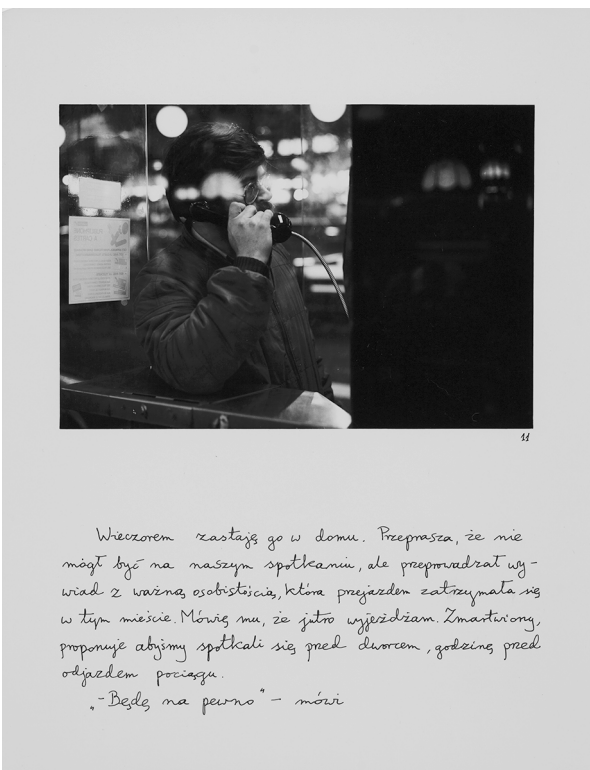 11
Wieczorem zastaję go w domu. Przeprasza, że nie
mógł być na naszym spotkaniu, ale przeprowadzał wy-
wiad z ważną osobistością, która przejazdem zatrzymała się
w tym mieście. Mówię mu, że jutro wyjeżdżam. Zmartwiony,
proponuje abyśmy spotkali się przed dworcem, godzinę przed
odjazdem pociągu.
„-Będę na pewno" - mówi